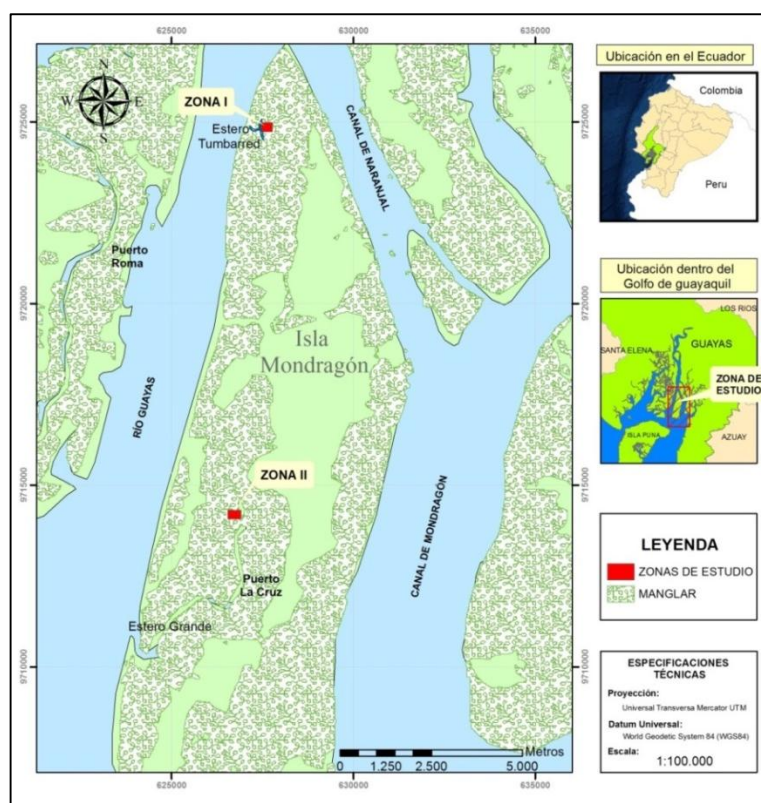 625000
630000
635000
N
W
E
S
ZONA I
Estero
Tumbarred
CANAL DE NARANJAL
Puerto
Roma
Isla
Mondragón
RÍO GUAYAS
ZONA II
CANAL DE MONDRAGÓN
Puerto
La Cruz
Estero Grande
9725000
9720000
9715000
9710000
9725000
9720000
9715000
9710000
Metros
0 1.250 2.500 5.000
625000
630000
635000
Ubicación en el Ecuador
Colombia
Peru
Ubicación dentro del
Golfo de guayaquil
LOS RIOS
SANTA ELENA
GUAYAS
ZONA DE
ESTUDIO
ISLA PUNA
AZUAY
LEYENDA
ZONAS DE ESTUDIO
MANGLAR
ESPECIFICACIONES
TÉCNICAS
Proyección:
Universal Transversa Mercator UTM
Datum Universal:
World Geodetic System 84 (WGS84)
Escala:
1:100.000